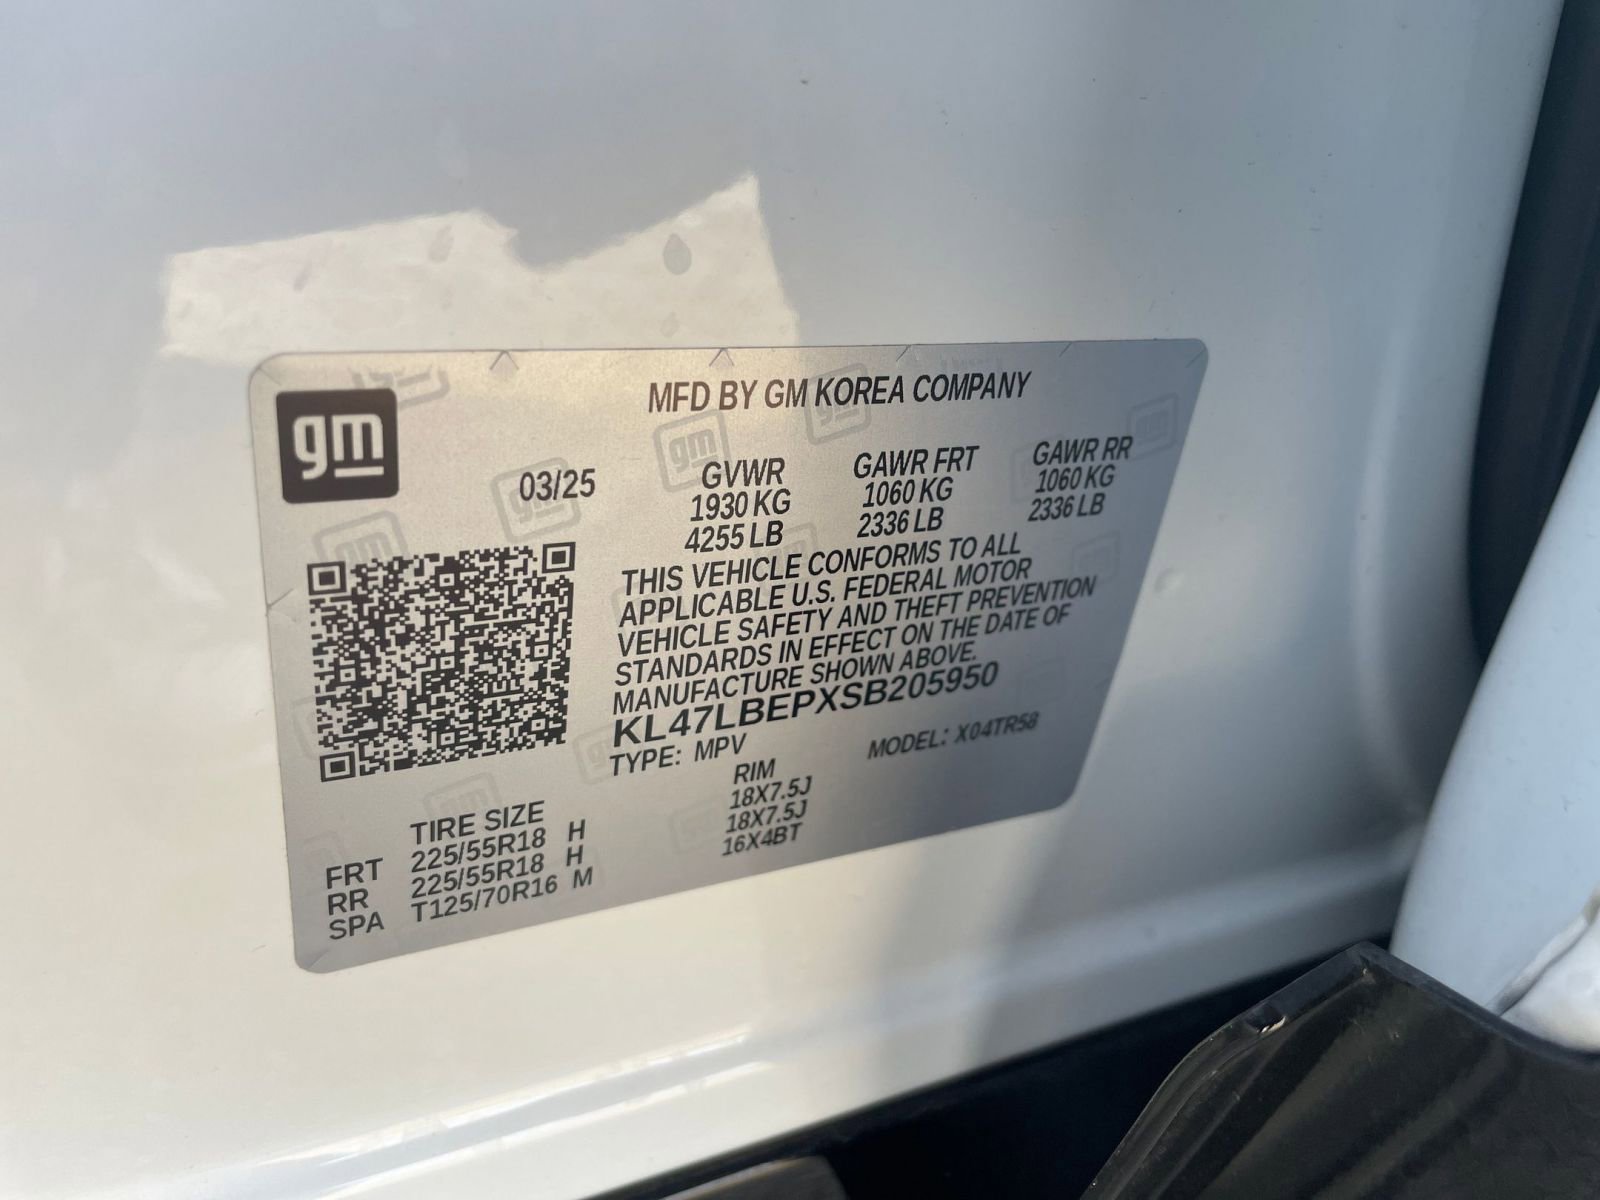 gm
MFD BY GM KOREA COMPANY
03/25
GVWR GAWR FRT GAWR RR
1930 KG 1060 KG 1060 KG
4255 LB 2336 LB 2336 LB
THIS VEHICLE CONFORMS TO ALL
APPLICABLE U.S. FEDERAL MOTOR
VEHICLE SAFETY AND THEFT PREVENTION
STANDARDS IN EFFECT ON THE DATE OF
MANUFACTURE SHOWN ABOVE.
KL47LBEPXSB205950
TYPE: MPV MODEL: X04TR58
TIRE SIZE RIM
FRT 225/55R18 H 18X7.5J
RR 225/55R18 H 18X7.5J
SPA T125/70R16 M 16X4BT